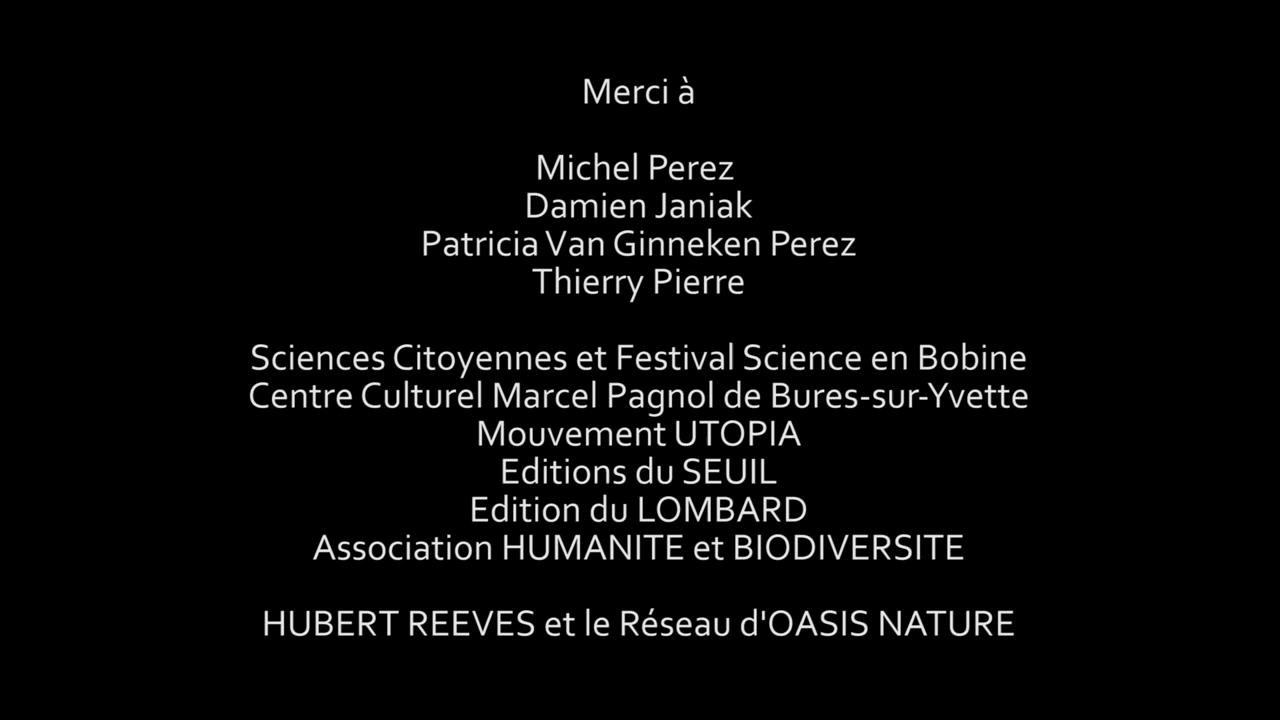 Merci à
Michel Perez
Damien Janiak
Patricia Van Ginneken Perez
Thierry Pierre
Sciences Citoyennes et Festival Science en Bobine
Centre Culturel Marcel Pagnol de Bures-sur-Yvette
Mouvement UTOPIA
Editions du SEUIL
Edition du LOMBARD
Association HUMANITE et BIODIVERSITE
HUBERT REEVES et le Réseau d'OASIS NATURE